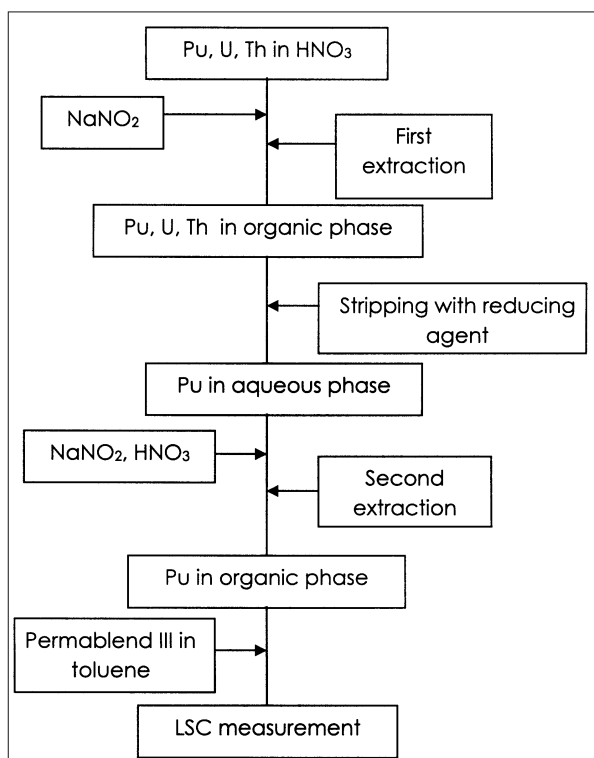 Pu, U, Th in HNO₃
NaNO₂
First
extraction
Pu, U, Th in organic phase
Stripping with reducing
agent
Pu in aqueous phase
NaNO₂, HNO₃
Second
extraction
Pu in organic phase
Permablend III in
toluene
LSC measurement